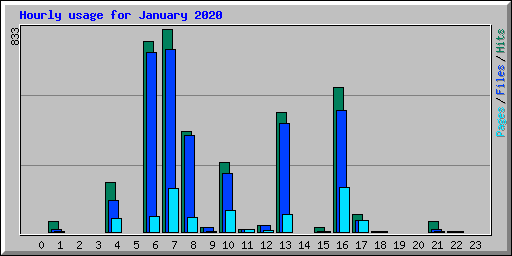 Hourly usage for January 2020
833
Pages/Files/Hits
0 1 2 3 4 5 6 7 8 9 10 11 12 13 14 15 16 17 18 19 20 21 22 23